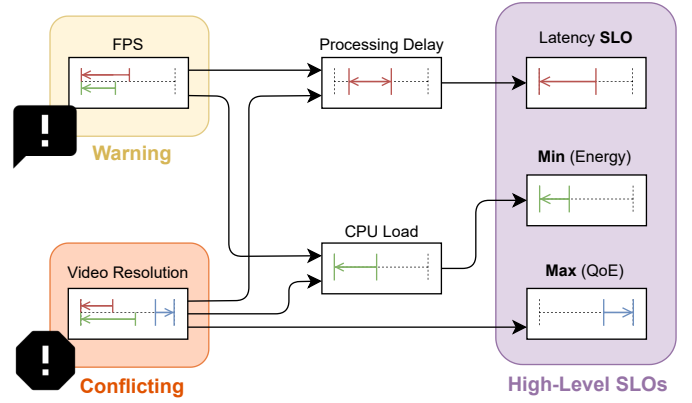 FPS
Processing Delay
Latency SLO
Warning
Min (Energy)
CPU Load
Video Resolution
Max (QoE)
Conflicting
High-Level SLOs